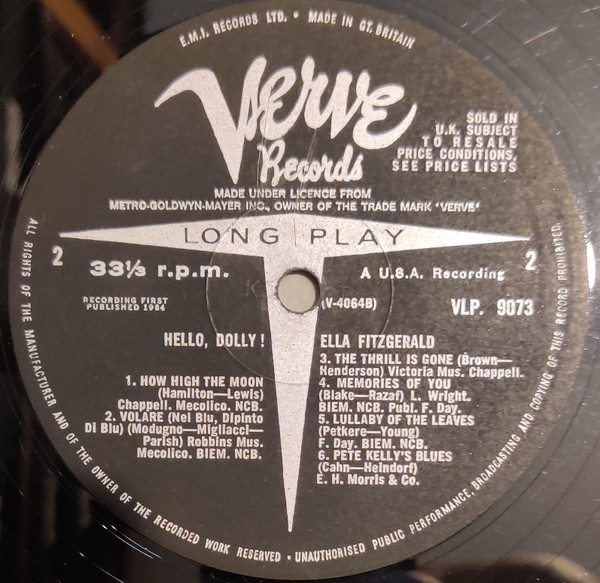 E.M.I. RECORDS LTD. • MADE IN GT. BRITAIN
Verve
Records
SOLD IN
U.K. SUBJECT
TO RESALE
PRICE CONDITIONS,
SEE PRICE LISTS
MADE UNDER LICENCE FROM
METRO-GOLDWYN-MAYER INC., OWNER OF THE TRADE MARK 'VERVE'
LONG PLAY
2
2
33⅓ r.p.m.
A U.S.A. Recording
RECORDING FIRST
PUBLISHED 1964
(V-4064B)
VLP. 9073
HELLO, DOLLY!
ELLA FITZGERALD
1. HOW HIGH THE MOON
(Hamilton—Lewis)
Chappell. Mecolico. NCB.
2. VOLARE (Nel Blu, Dipinto
Di Blu) (Modugno—Migliacci—
Parish) Robbins Mus.
Mecolico. BIEM. NCB.
3. THE THRILL IS GONE (Brown—
Henderson) Victoria Mus. Chappell.
4. MEMORIES OF YOU
(Blake—Razaf) L. Wright.
BIEM. NCB. Publ. F. Day.
5. LULLABY OF THE LEAVES
(Petkere—Young)
F. Day. BIEM. NCB.
6. PETE KELLY'S BLUES
(Cahn—Heindorf)
E. H. Morris & Co.
ALL RIGHTS OF THE MANUFACTURER AND OF THE OWNER OF THE RECORDED WORK RESERVED • UNAUTHORISED PUBLIC PERFORMANCE, BROADCASTING AND COPYING OF THIS RECORD PROHIBITED.